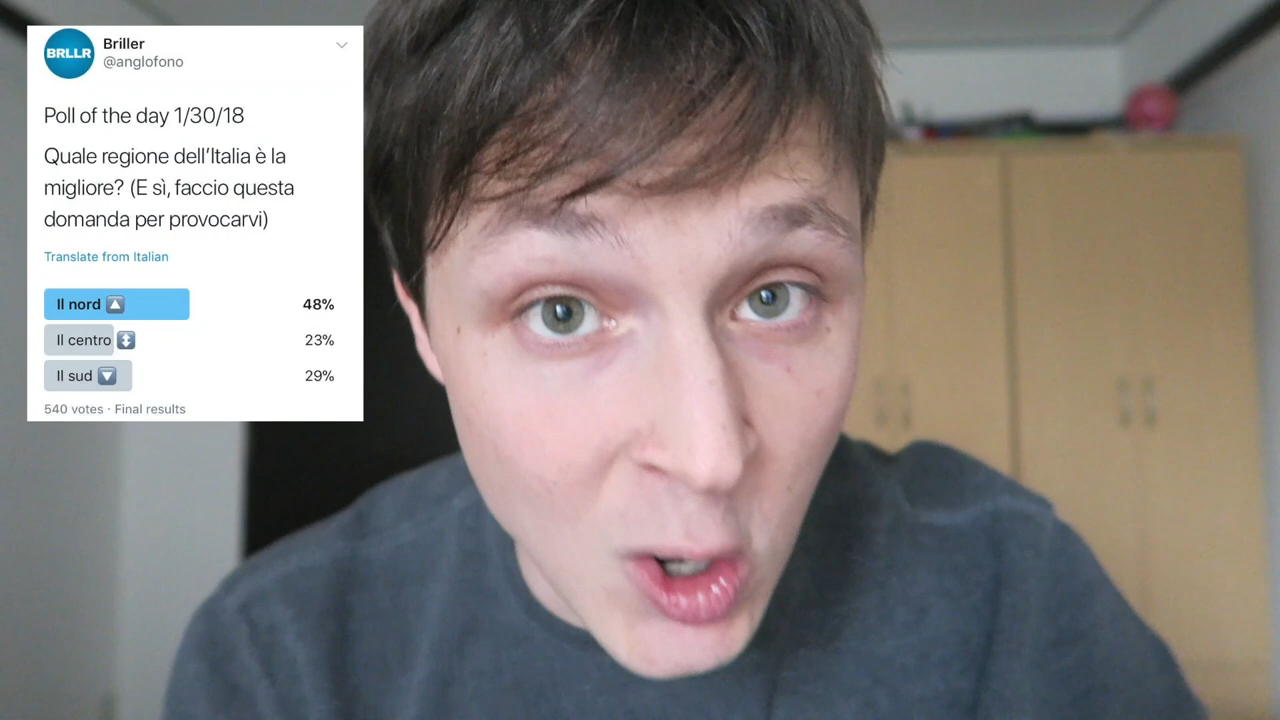 BRLLR
Briller
@anglofono
Poll of the day 1/30/18
Quale regione dell'Italia è la
migliore? (E sì, faccio questa
domanda per provocarvi)
Translate from Italian
Il nord 🔼 48%
Il centro ↕️ 23%
Il sud 🔽 29%
540 votes · Final results